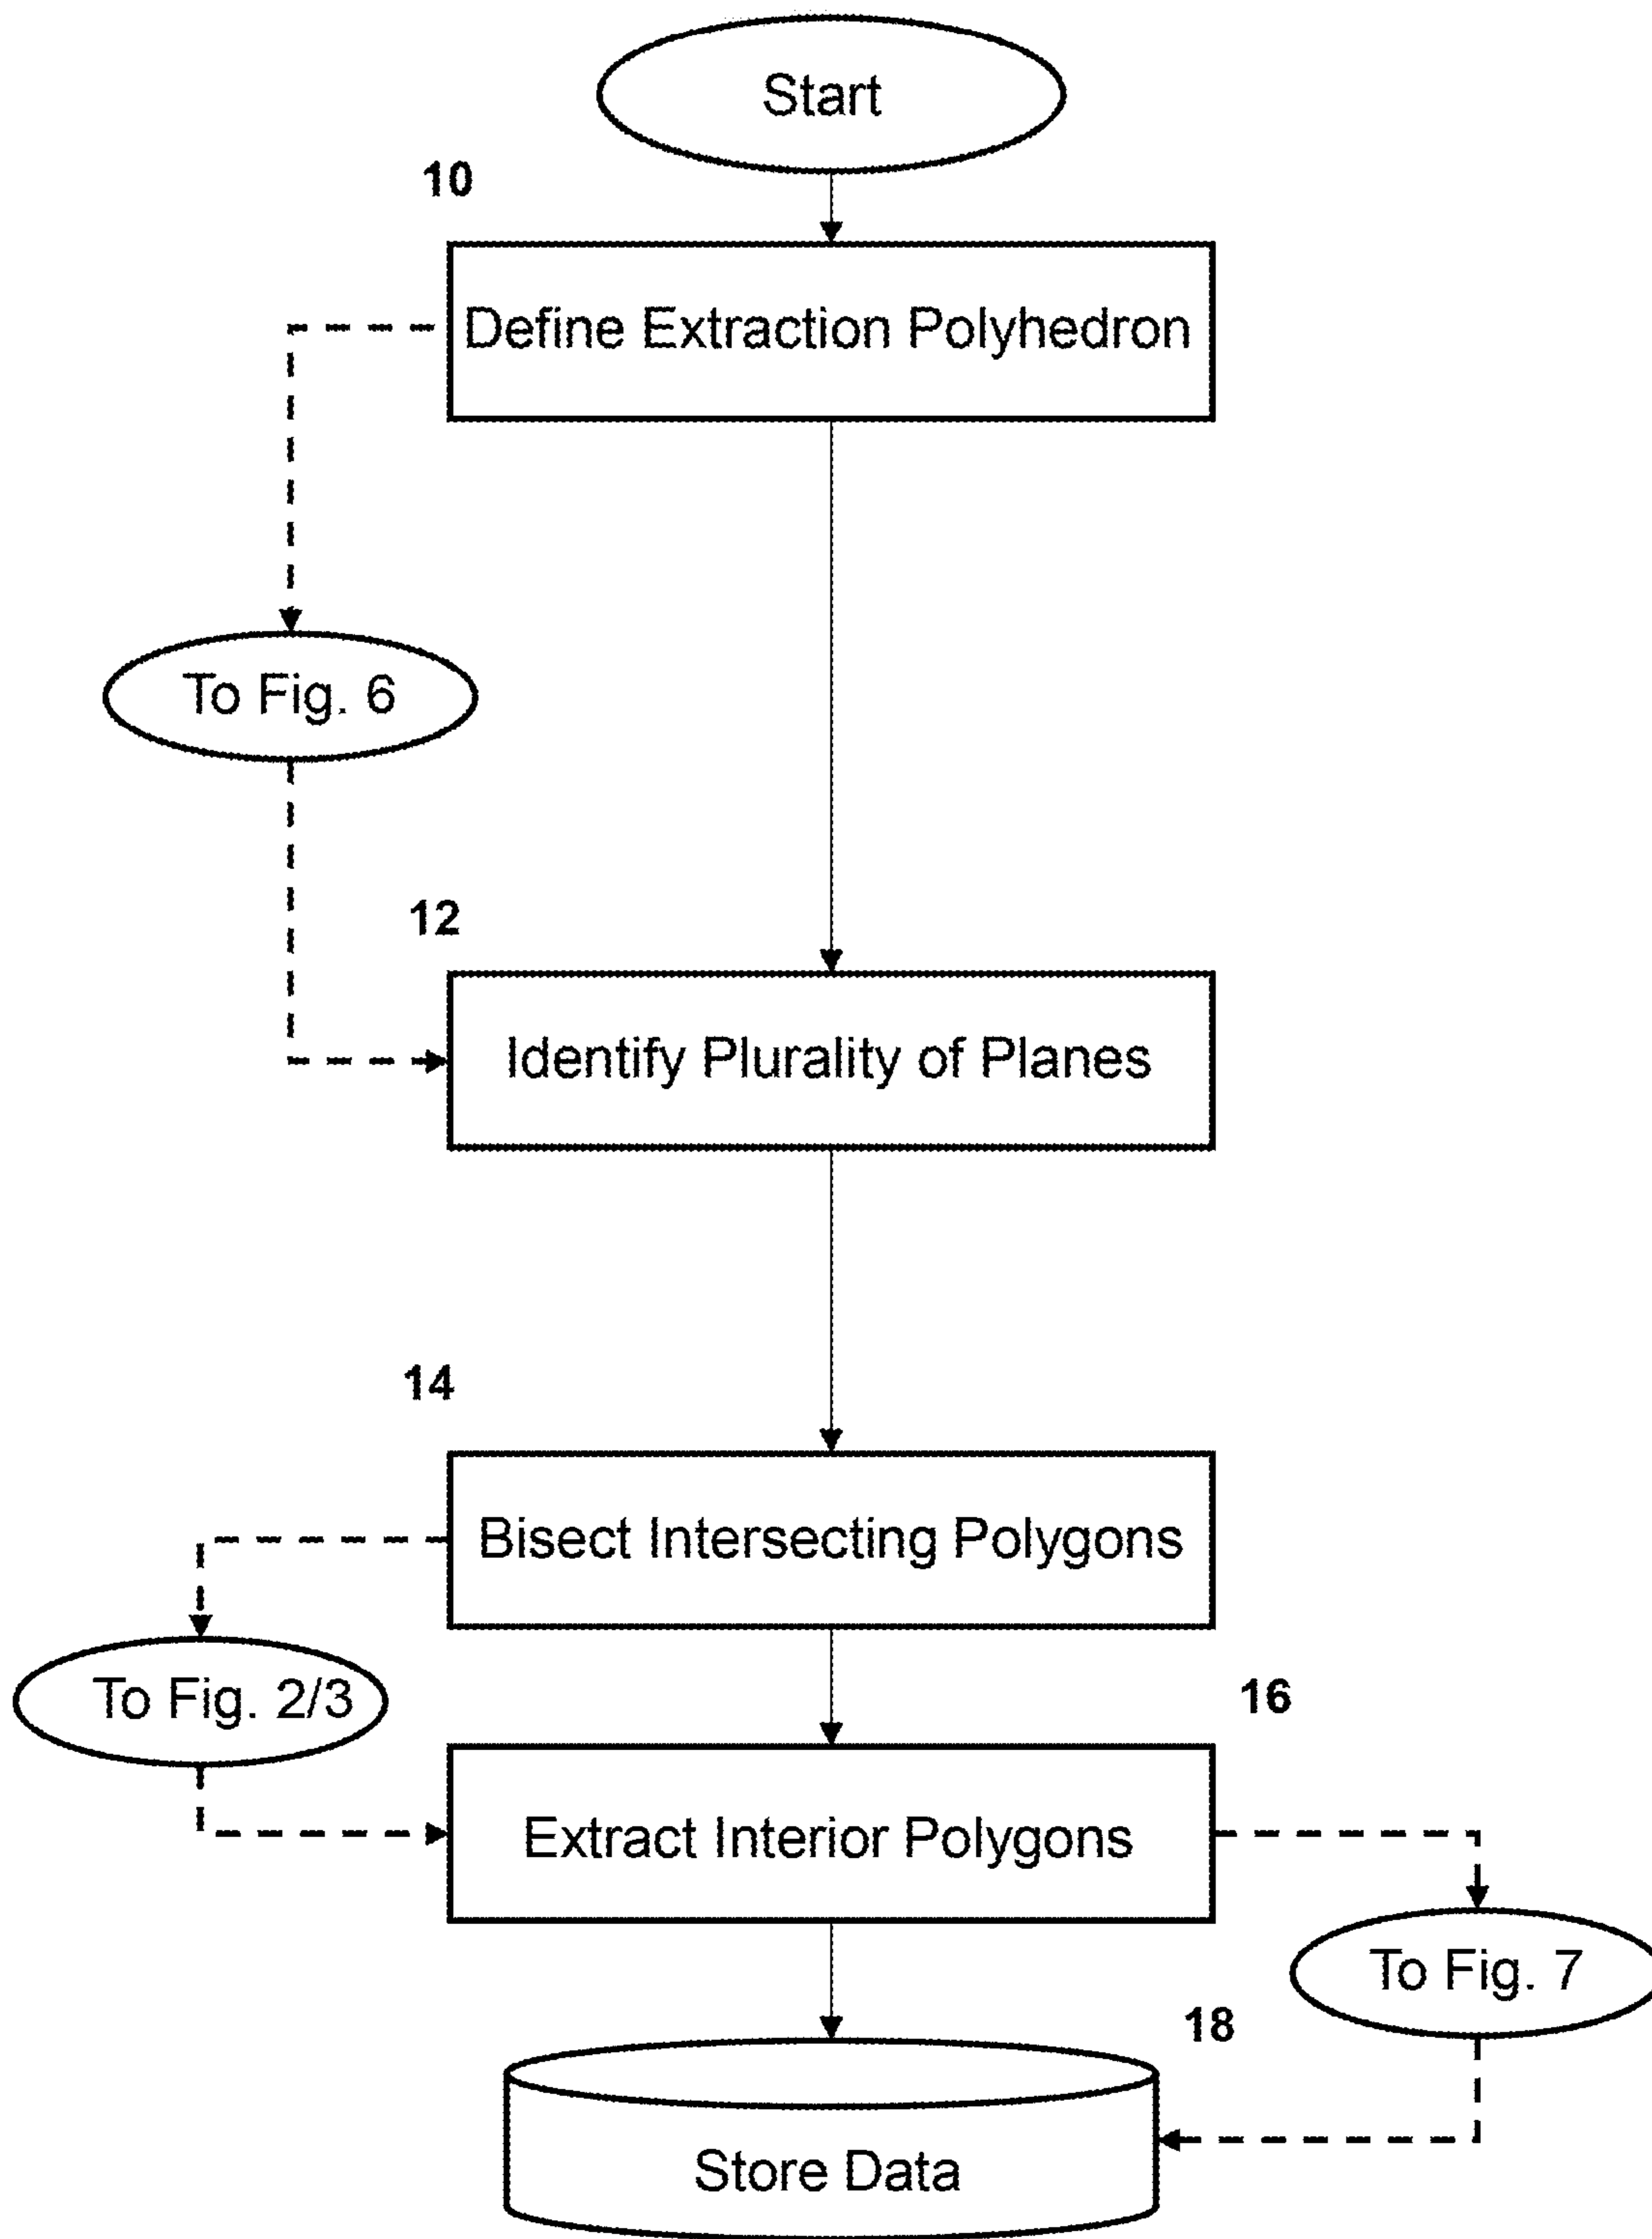 Start
10
Define Extraction Polyhedron
To Fig. 6
12
Identify Plurality of Planes
14
Bisect Intersecting Polygons
To Fig. 2/3
16
Extract Interior Polygons
To Fig. 7
18
Store Data